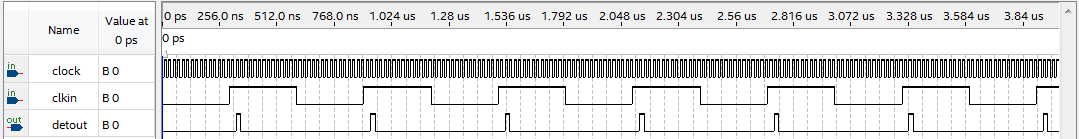 Name Value at 0 ps
0 ps 256.0 ns 512.0 ns 768.0 ns 1.024 us 1.28 us 1.536 us 1.792 us 2.048 us 2.304 us 2.56 us 2.816 us 3.072 us 3.328 us 3.584 us 3.84 us
0 ps
in clock B 0
in clkin B 0
out detout B 0